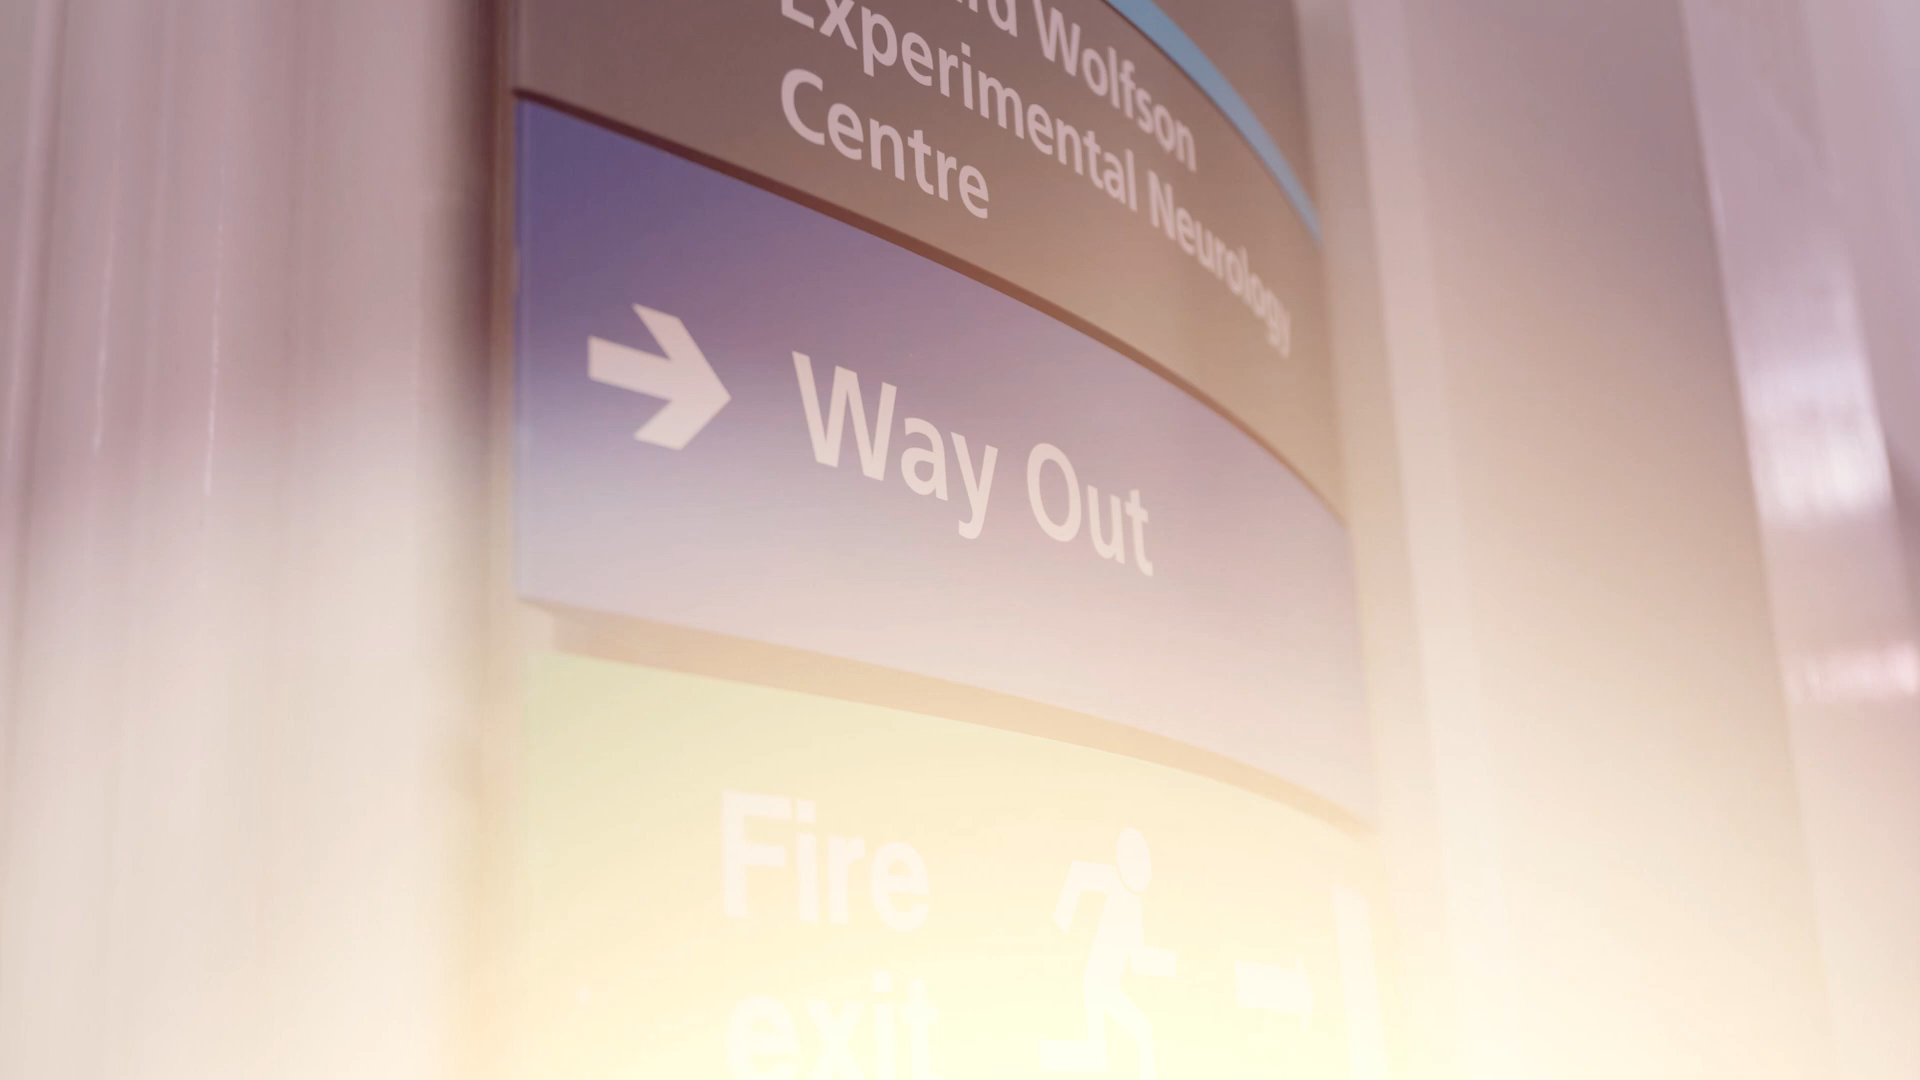 Wolfson
Experimental Neurology
Centre
Way Out
Fire
exit